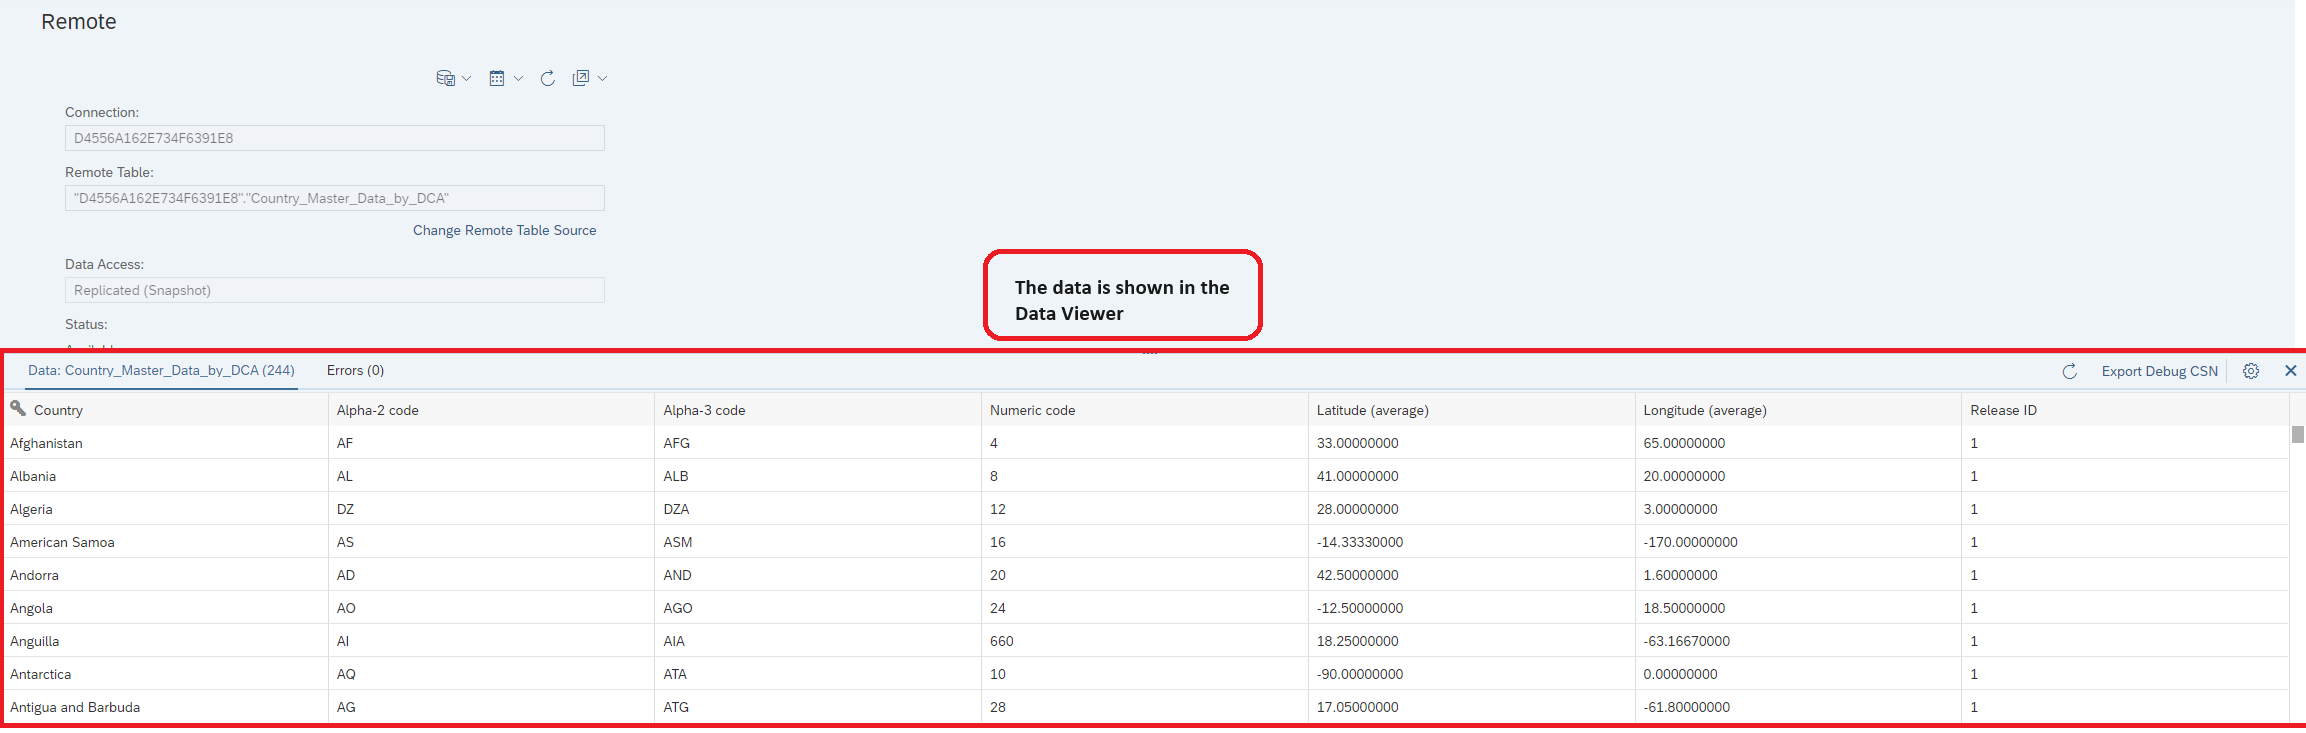 Remote
Connection:
D4556A162E734F6391E8
Remote Table:
"D4556A162E734F6391E8"."Country_Master_Data_by_DCA"
Change Remote Table Source
Data Access:
Replicated (Snapshot)
Status:
The data is shown in the
Data Viewer
Data: Country_Master_Data_by_DCA (244) Errors (0) Export Debug CSN
Country Alpha-2 code Alpha-3 code Numeric code Latitude (average) Longitude (average) Release ID
Afghanistan AF AFG 4 33.00000000 65.00000000 1
Albania AL ALB 8 41.00000000 20.00000000 1
Algeria DZ DZA 12 28.00000000 3.00000000 1
American Samoa AS ASM 16 -14.33330000 -170.00000000 1
Andorra AD AND 20 42.50000000 1.60000000 1
Angola AO AGO 24 -12.50000000 18.50000000 1
Anguilla AI AIA 660 18.25000000 -63.16670000 1
Antarctica AQ ATA 10 -90.00000000 0.00000000 1
Antigua and Barbuda AG ATG 28 17.05000000 -61.80000000 1